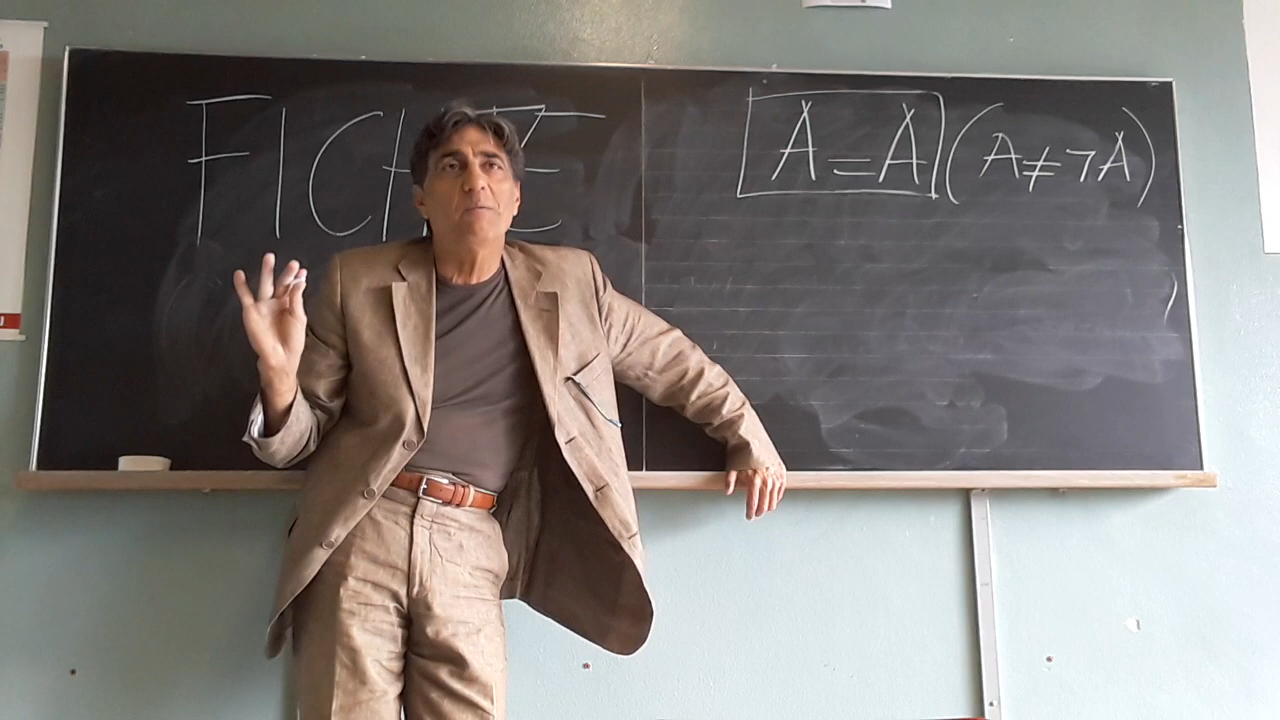 FICHTE
A = A (A ≠ ¬A)